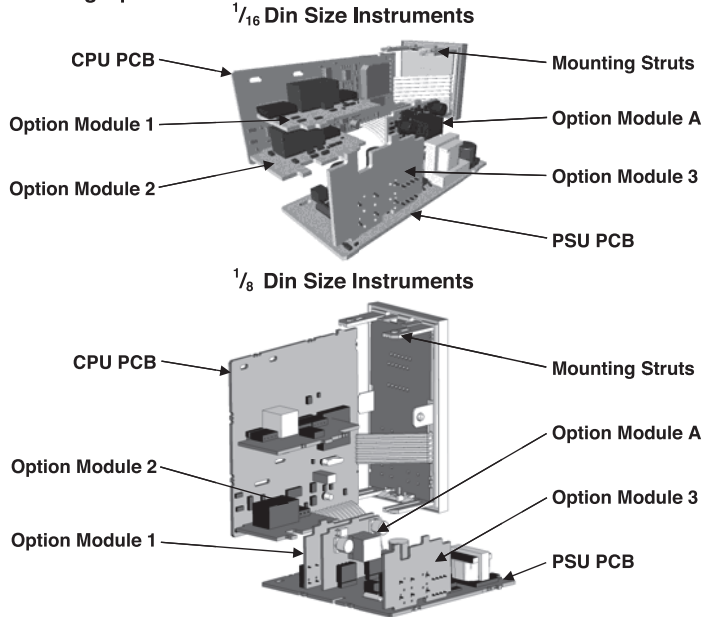 1/16 Din Size Instruments
CPU PCB
Mounting Struts
Option Module 1
Option Module A
Option Module 2
Option Module 3
PSU PCB
1/8 Din Size Instruments
CPU PCB
Mounting Struts
Option Module A
Option Module 2
Option Module 3
Option Module 1
PSU PCB